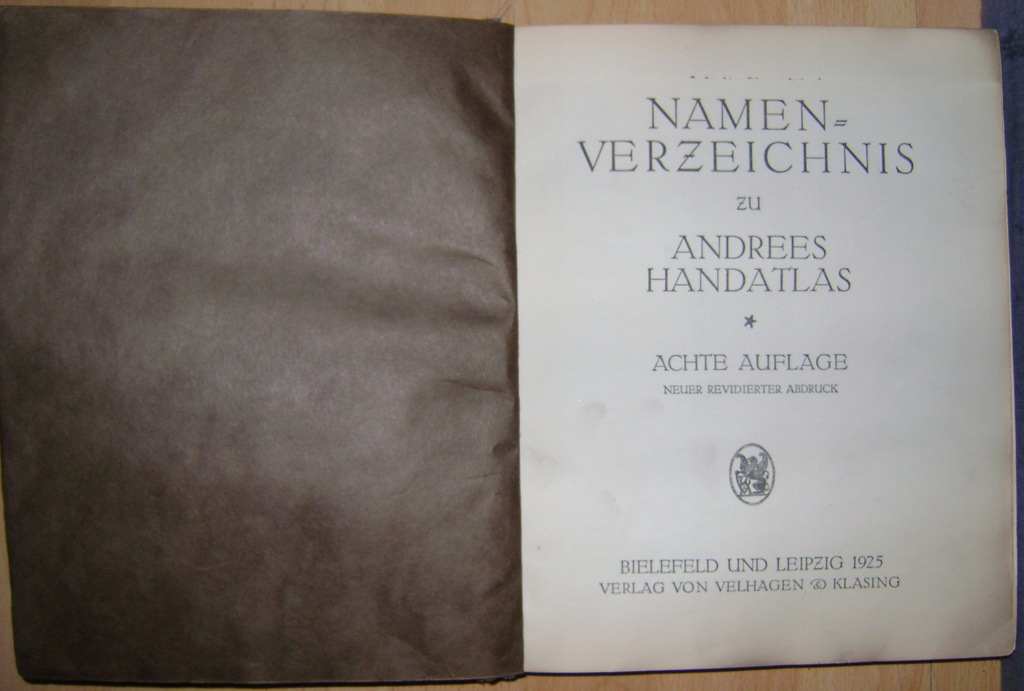 NAMEN=
VERZEICHNIS
ZU
ANDREES
HANDATLAS
*
ACHTE AUFLAGE
NEUER REVIDIERTER ABDRUCK
BIELEFELD UND LEIPZIG 1925
VERLAG VON VELHAGEN & KLASING